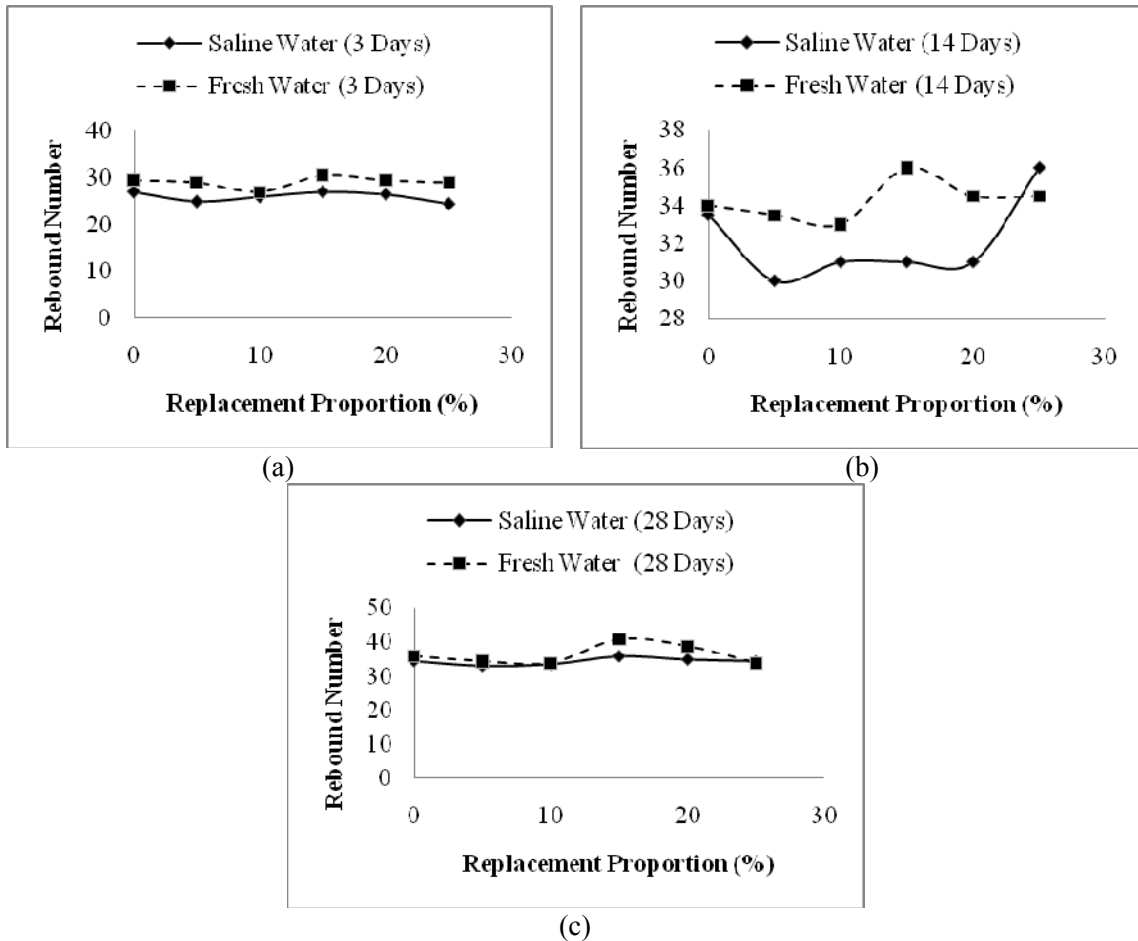 Saline Water (3 Days)
Fresh Water (3 Days)
40
30
20
10
0
Rebound Number
0 10 20 30
Replacement Proportion (%)
(a)
Saline Water (14 Days)
Fresh Water (14 Days)
38
36
34
32
30
28
Rebound Number
0 10 20 30
Replacement Proportion (%)
(b)
Saline Water (28 Days)
Fresh Water (28 Days)
50
40
30
20
10
0
Rebound Number
0 10 20 30
Replacement Proportion (%)
(c)